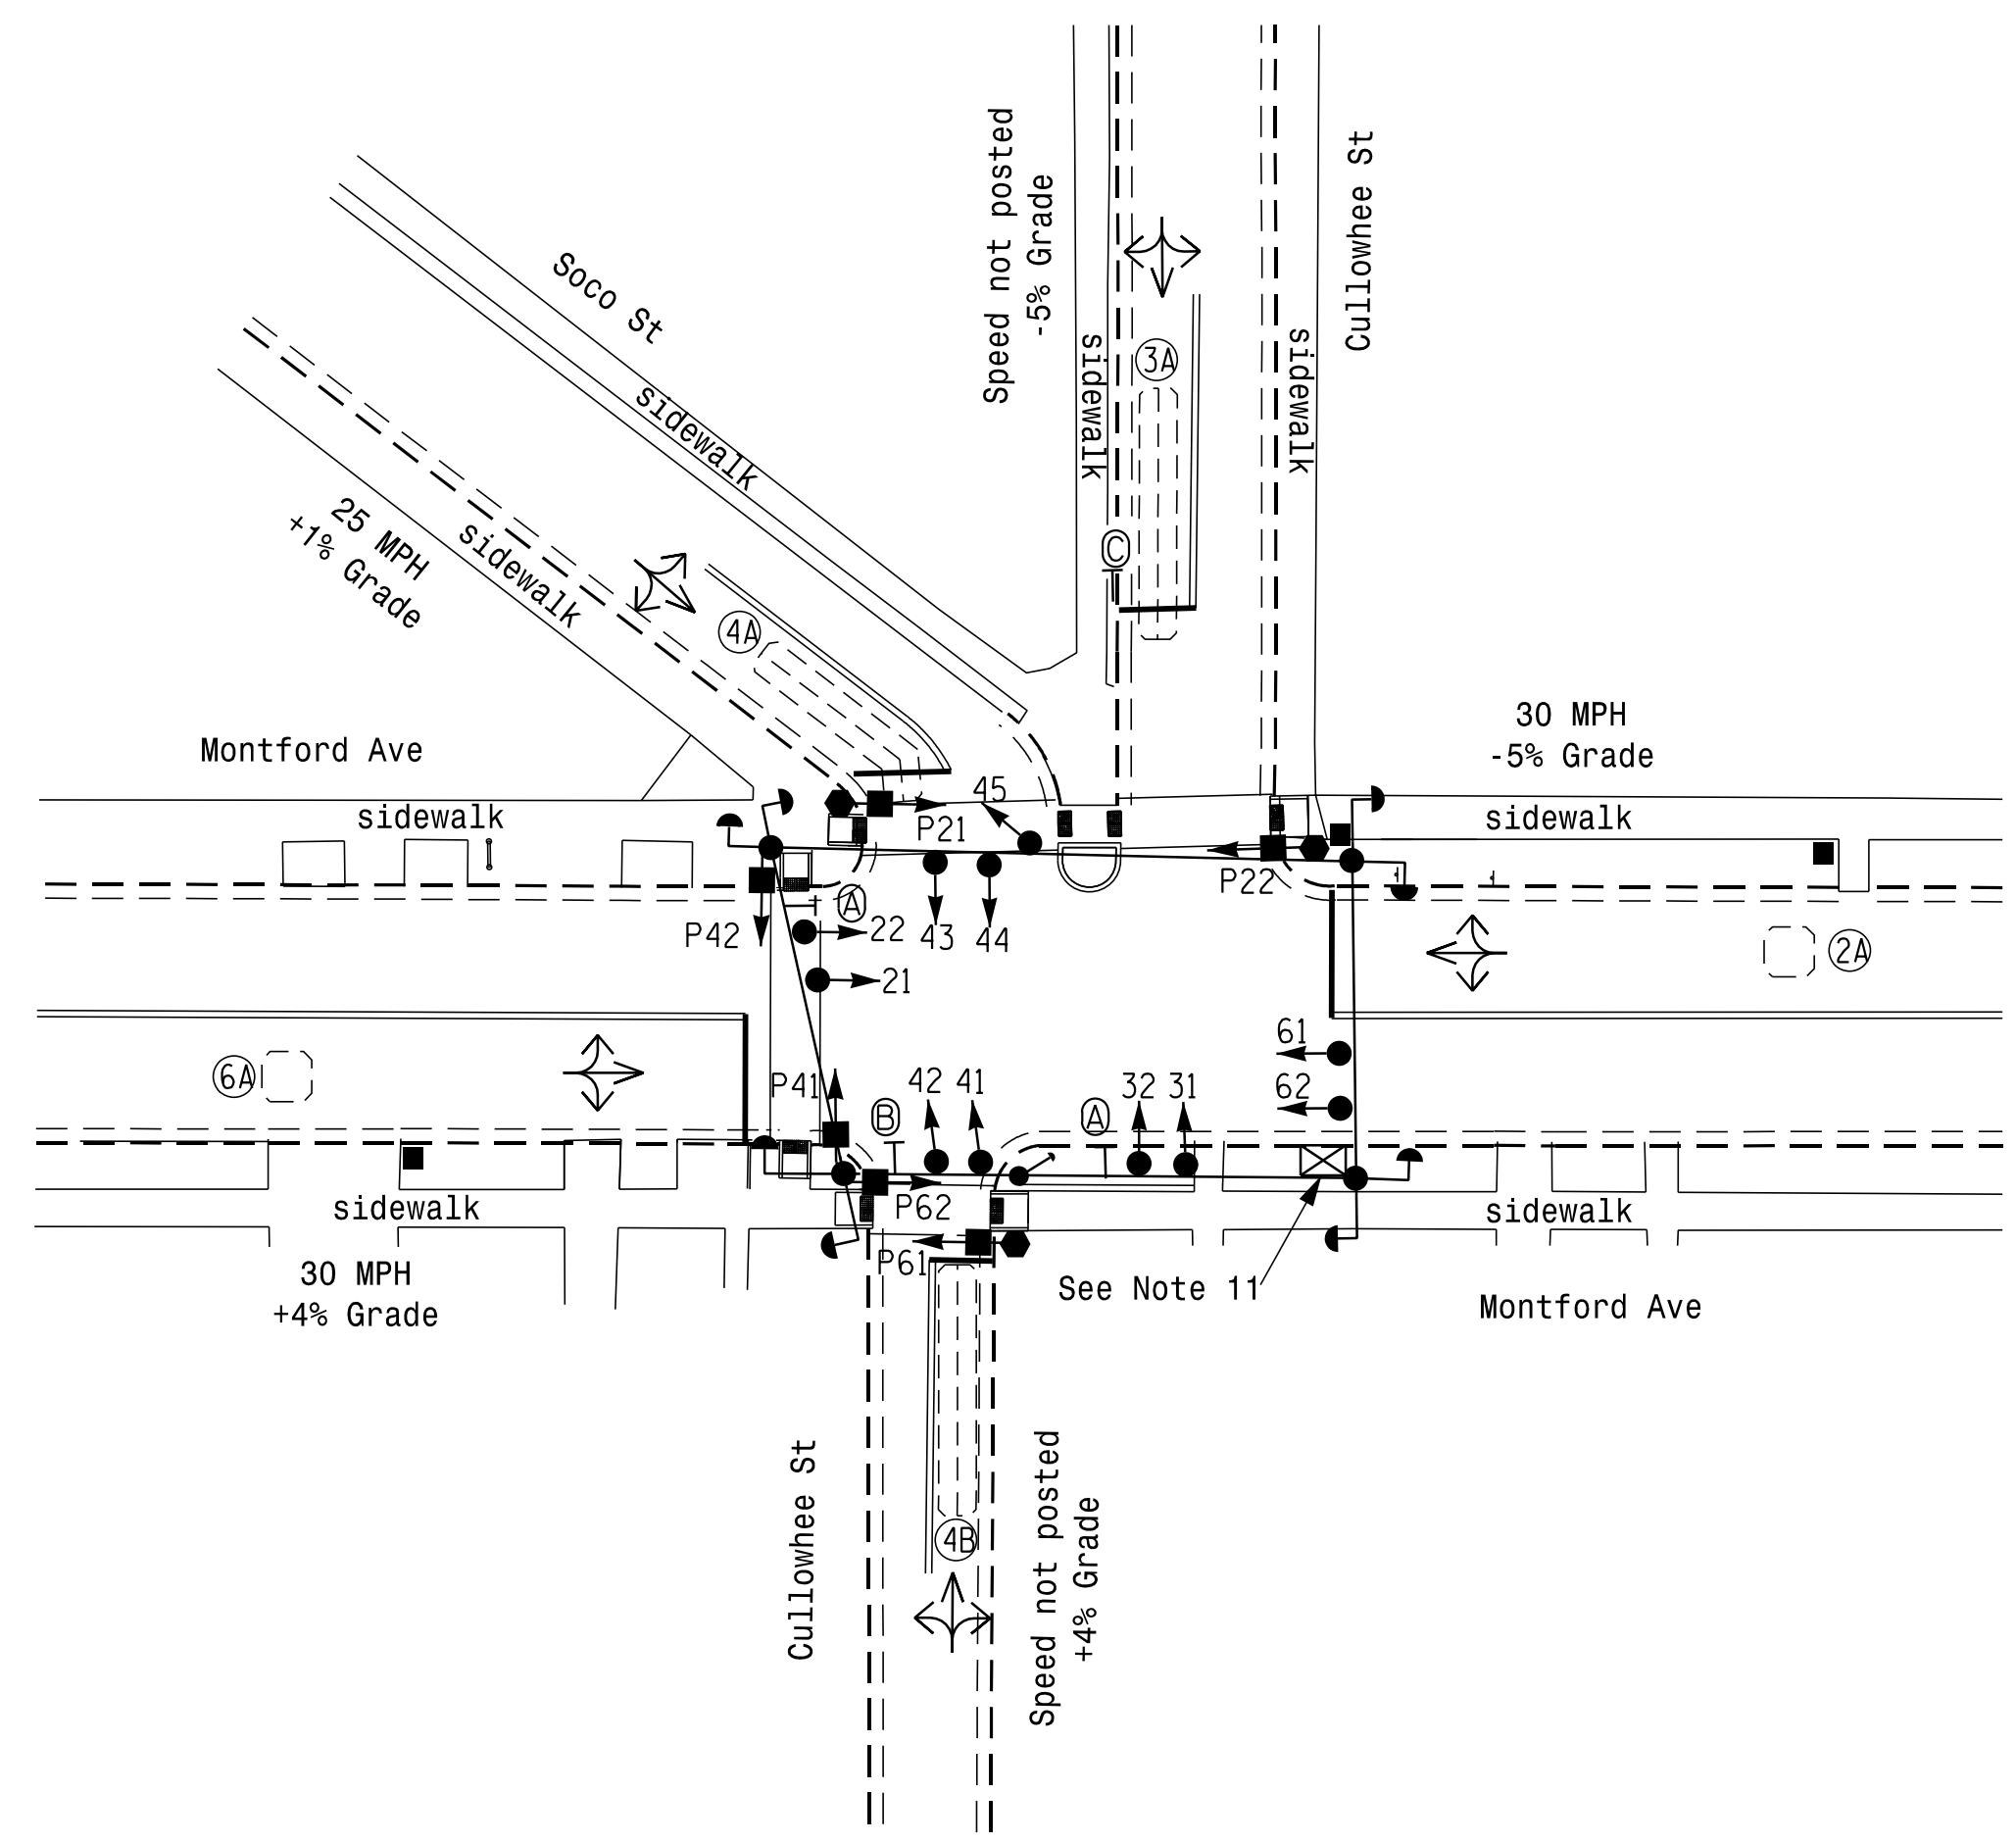 Speed not posted
-5% Grade
Cullowhee St
Soco St
sidewalk
sidewalk
sidewalk
3A
sidewalk
25 MPH
+1% Grade
C
4A
Montford Ave
30 MPH
-5% Grade
sidewalk
45
P21
sidewalk
P22
A
P42
22
43
44
2A
21
61
6A
P41
42
41
32
31
62
B
A
sidewalk
P62
sidewalk
P61
30 MPH
+4% Grade
See Note 11
Montford Ave
Cullowhee St
Speed not posted
+4% Grade
4B